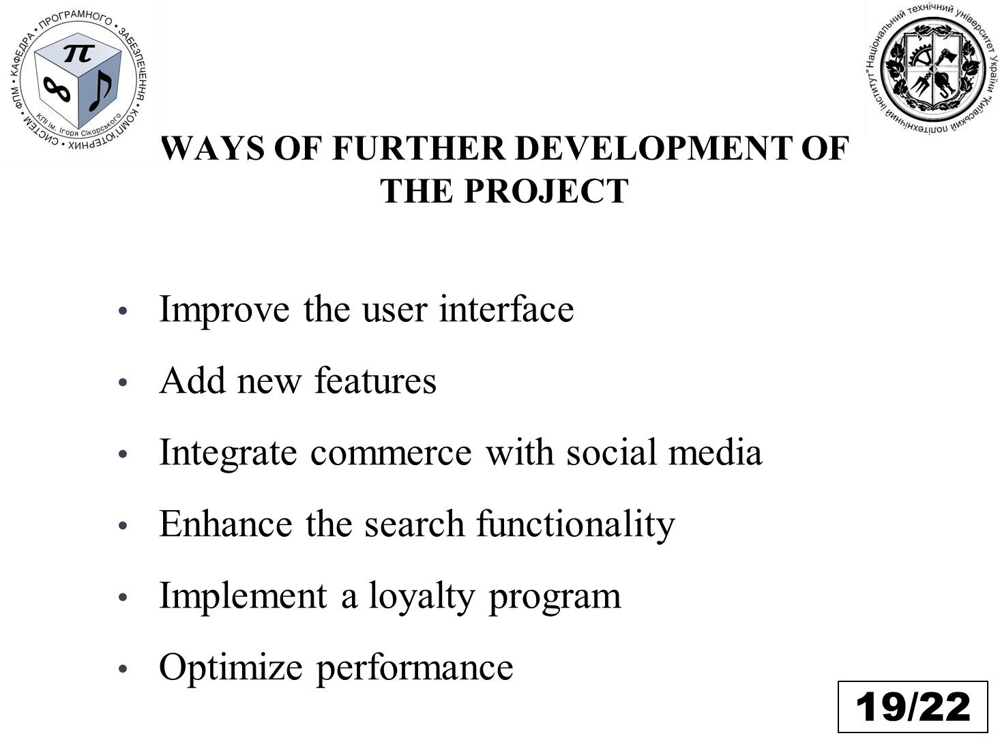 КАФЕДРА • ПРОГРАМНОГО • ЗАБЕЗПЕЧЕННЯ • КОМП'ЮТЕРНИХ • СИСТЕМ • ФПМ •
π
∞
КПІ ім. Ігоря Сікорського
Національний технічний університет України "Київський політехнічний інститут"
WAYS OF FURTHER DEVELOPMENT OF
THE PROJECT
• Improve the user interface
• Add new features
• Integrate commerce with social media
• Enhance the search functionality
• Implement a loyalty program
• Optimize performance
19/22